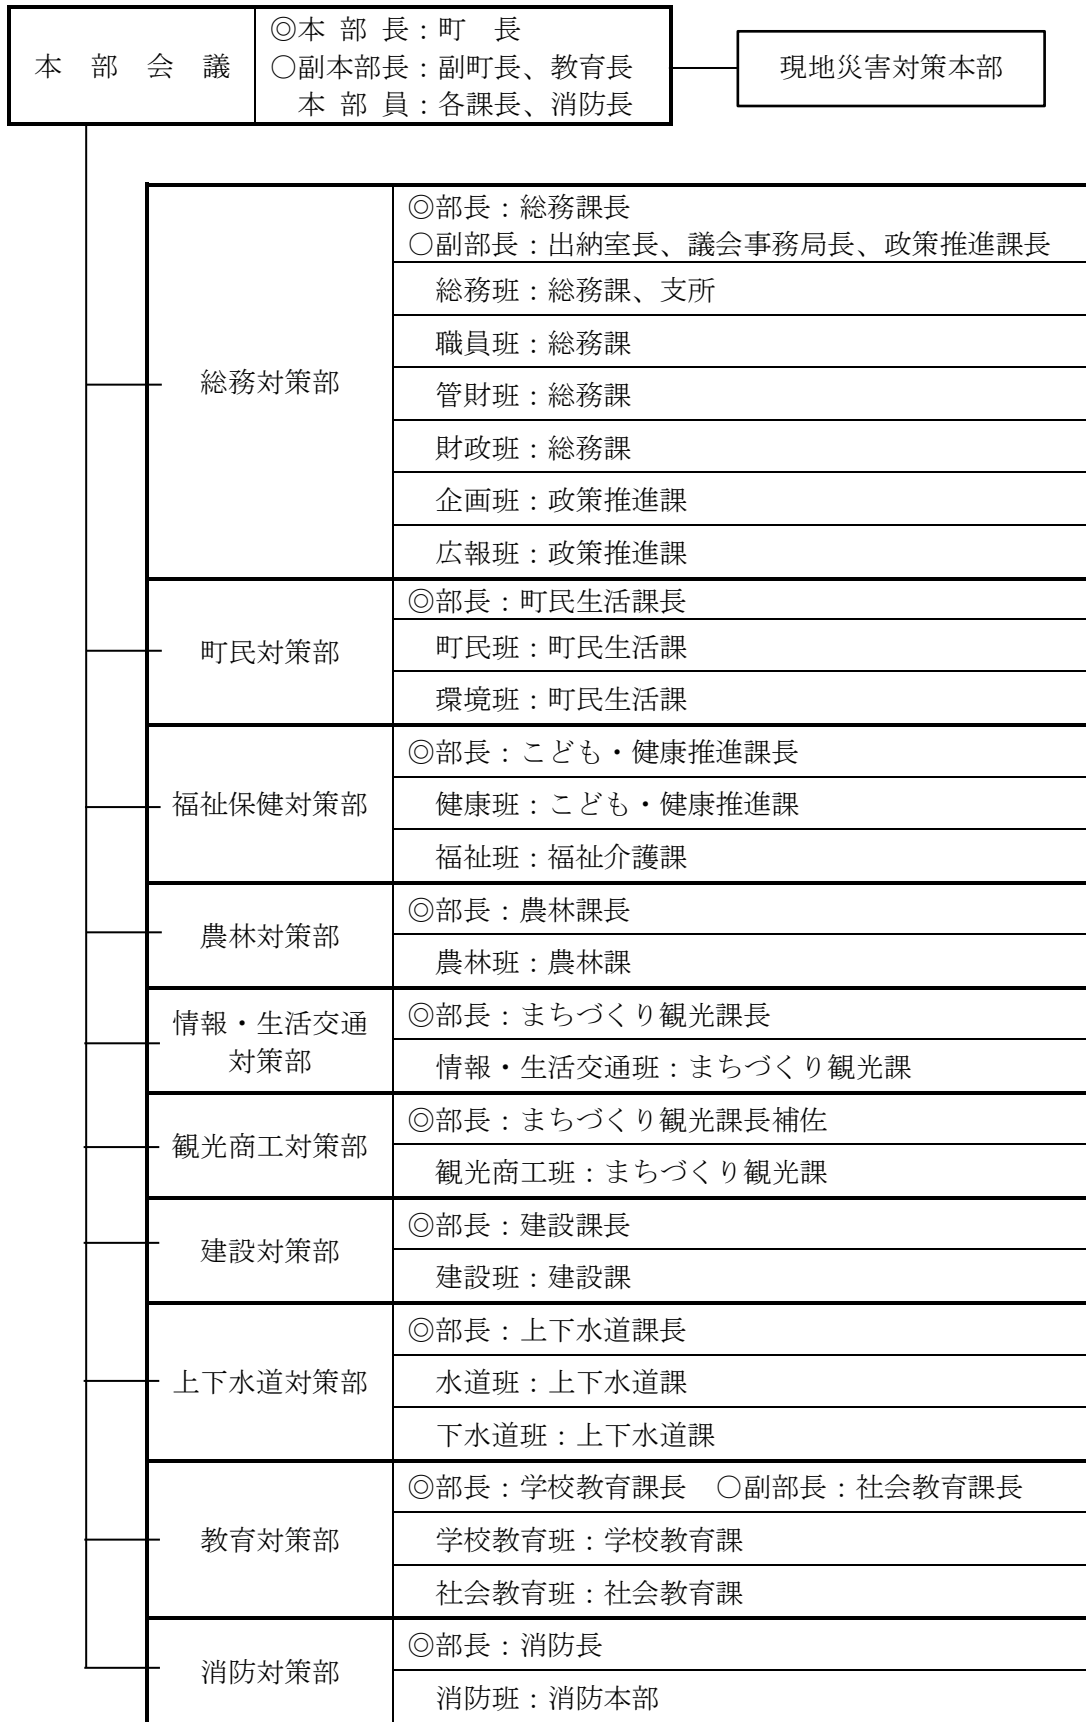 本部会議
◎本部長：町　長
○副本部長：副町長、教育長
本部員：各課長、消防長
現地災害対策本部
総務対策部
◎部長：総務課長
○副部長：出納室長、議会事務局長、政策推進課長
総務班：総務課、支所
職員班：総務課
管財班：総務課
財政班：総務課
企画班：政策推進課
広報班：政策推進課
町民対策部
◎部長：町民生活課長
町民班：町民生活課
環境班：町民生活課
福祉保健対策部
◎部長：こども・健康推進課長
健康班：こども・健康推進課
福祉班：福祉介護課
農林対策部
◎部長：農林課長
農林班：農林課
情報・生活交通
対策部
◎部長：まちづくり観光課長
情報・生活交通班：まちづくり観光課
観光商工対策部
◎部長：まちづくり観光課長補佐
観光商工班：まちづくり観光課
建設対策部
◎部長：建設課長
建設班：建設課
上下水道対策部
◎部長：上下水道課長
水道班：上下水道課
下水道班：上下水道課
教育対策部
◎部長：学校教育課長　○副部長：社会教育課長
学校教育班：学校教育課
社会教育班：社会教育課
消防対策部
◎部長：消防長
消防班：消防本部